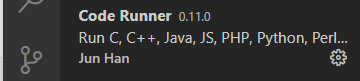 Code Runner 0.11.0
Run C, C++, Java, JS, PHP, Python, Perl...
Jun Han